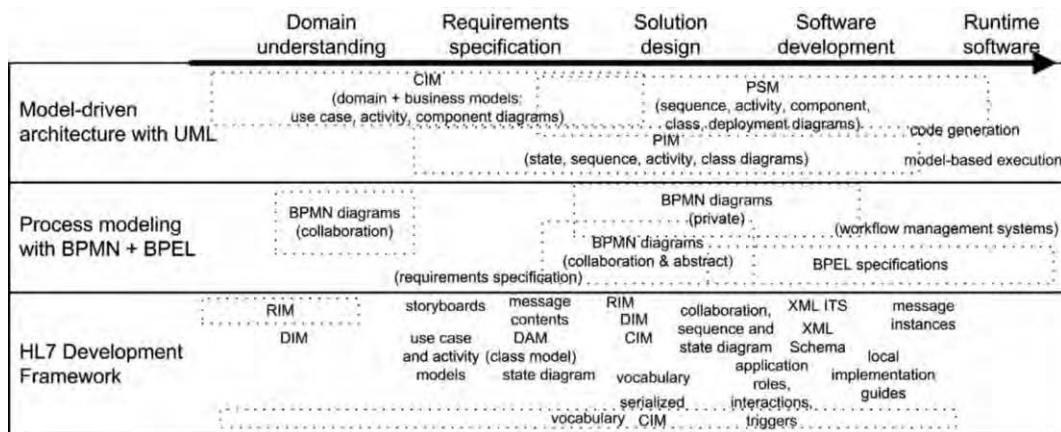 Domain understanding
Requirements specification
Solution design
Software development
Runtime software
Model-driven architecture with UML
CIM
(domain + business models;
use case, activity, component diagrams)
PSM
(sequence, activity, component,
class, deployment diagrams)
PIM
(state, sequence, activity, class diagrams)
code generation
model-based execution
Process modeling with BPMN + BPEL
BPMN diagrams
(collaboration)
BPMN diagrams
(private)
BPMN diagrams
(collaboration & abstract)
(requirements specification)
(workflow management systems)
BPEL specifications
HL7 Development Framework
RIM
DIM
storyboards
use case
and activity
models
message
contents
DAM
(class model)
state diagram
RIM
DIM
CIM
vocabulary
serialized
CIM
vocabulary
collaboration,
sequence and
state diagram
application
roles,
interactions,
triggers
XML ITS
XML
Schema
message
instances
local
implementation
guides